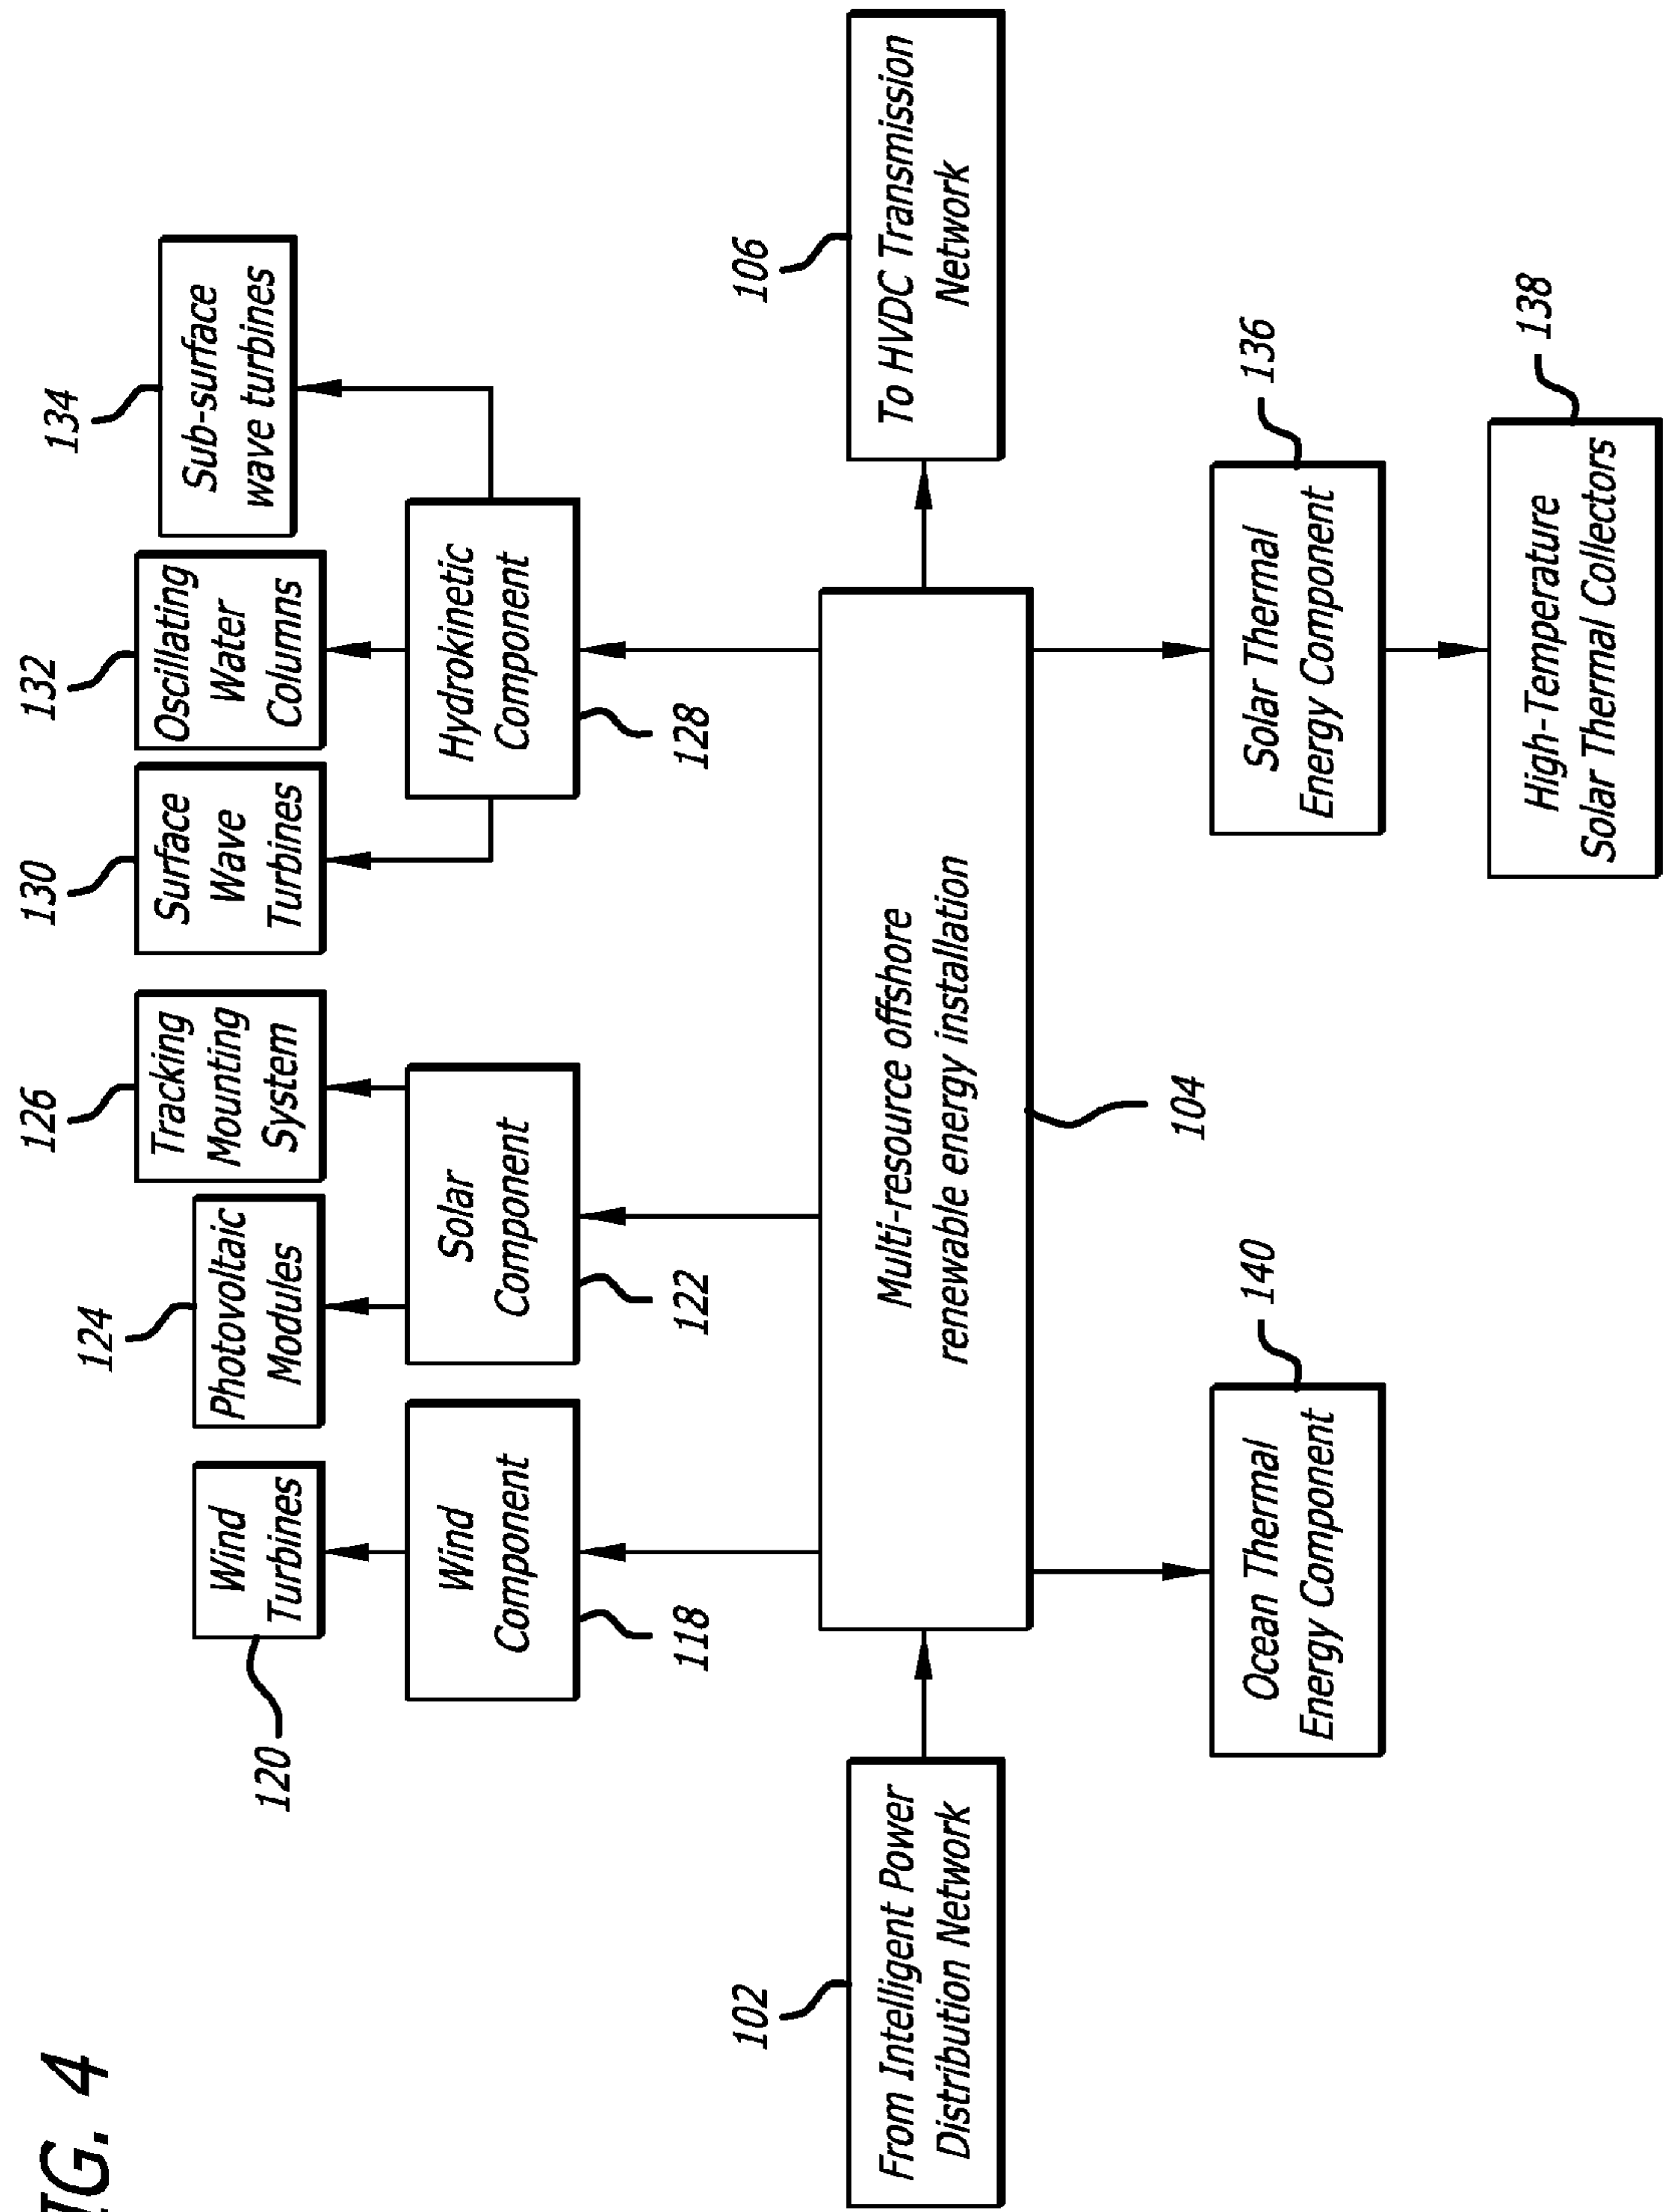 IG. 4
120
Wind
Turbines
124
Photovoltaic
Modules
126
Tracking
Mounting
System
130
Surface
Wave
Turbines
132
Oscillating
Water
Columns
134
Sub-surface
wave turbines
Wind
Component
118
Solar
Component
122
Hydrokinetic
Component
128
102
From Intelligent Power
Distribution Network
Multi-resource offshore
renewable energy installation
104
106
To HVDC Transmission
Network
140
Ocean Thermal
Energy Component
136
Solar Thermal
Energy Component
138
High-Temperature
Solar Thermal Collectors